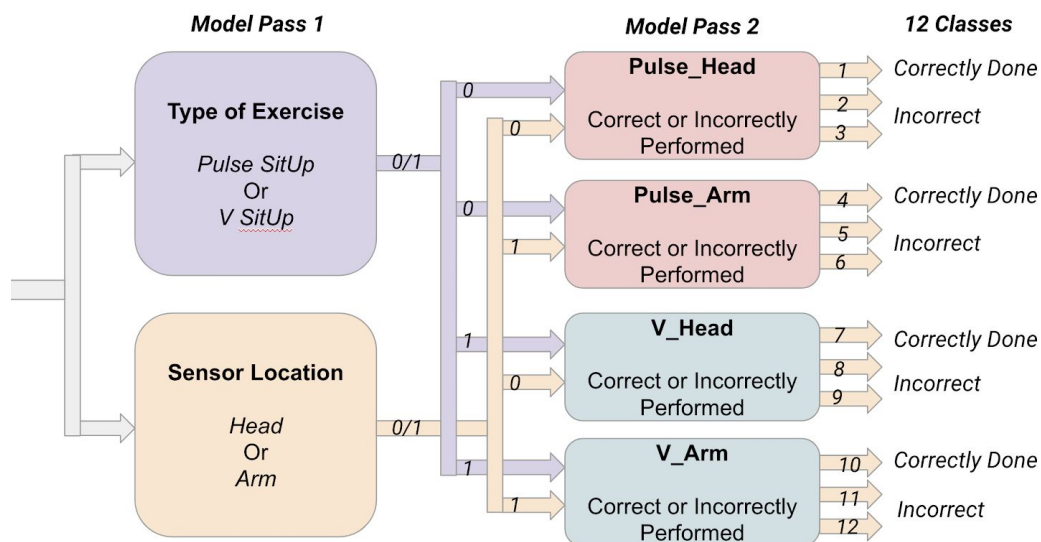 Model Pass 1
Model Pass 2
12 Classes
Type of Exercise
Pulse SitUp
Or
V SitUp
0/1
Sensor Location
Head
Or
Arm
0/1
0
0
Pulse_Head
Correct or Incorrectly
Performed
1
2
3
Correctly Done
Incorrect
0
1
Pulse_Arm
Correct or Incorrectly
Performed
4
5
6
Correctly Done
Incorrect
1
0
V_Head
Correct or Incorrectly
Performed
7
8
9
Correctly Done
Incorrect
1
1
V_Arm
Correct or Incorrectly
Performed
10
11
12
Correctly Done
Incorrect